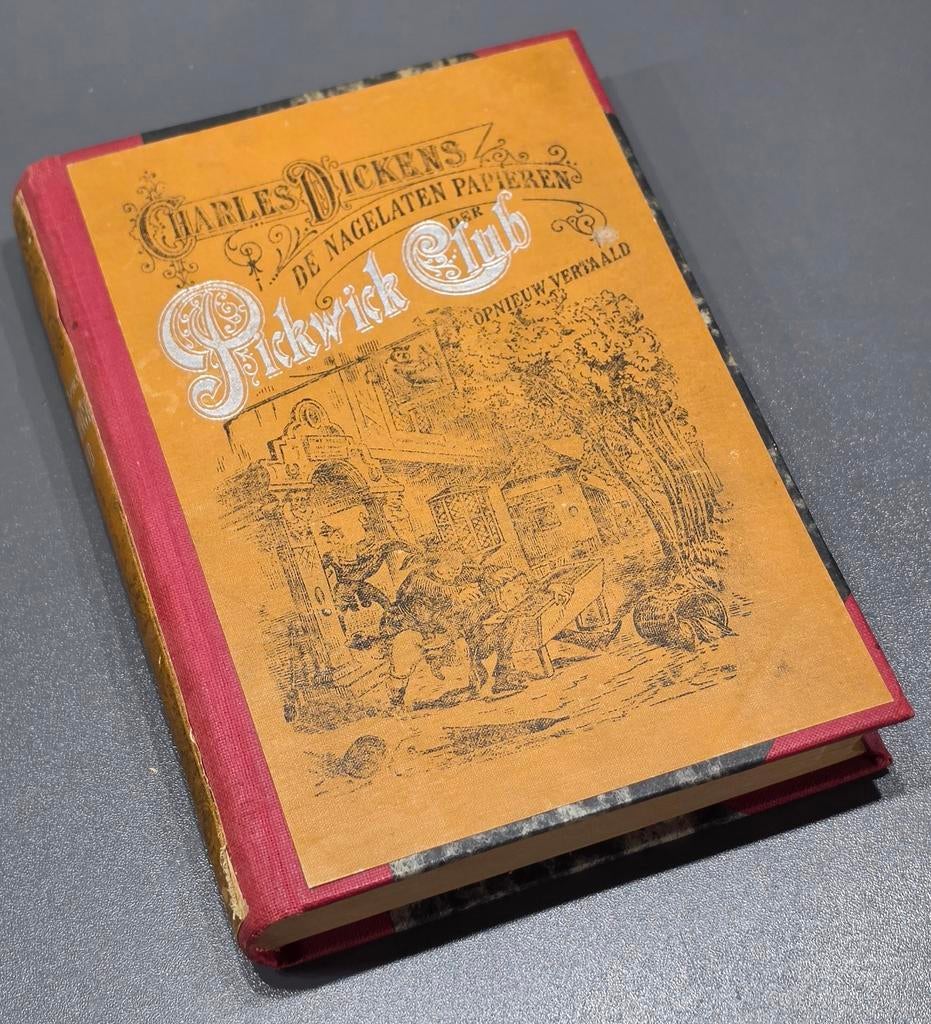 CHARLES DICKENS
DE NAGELATEN PAPIEREN
DER
Pickwick Club
OPNIEUW VERTAALD